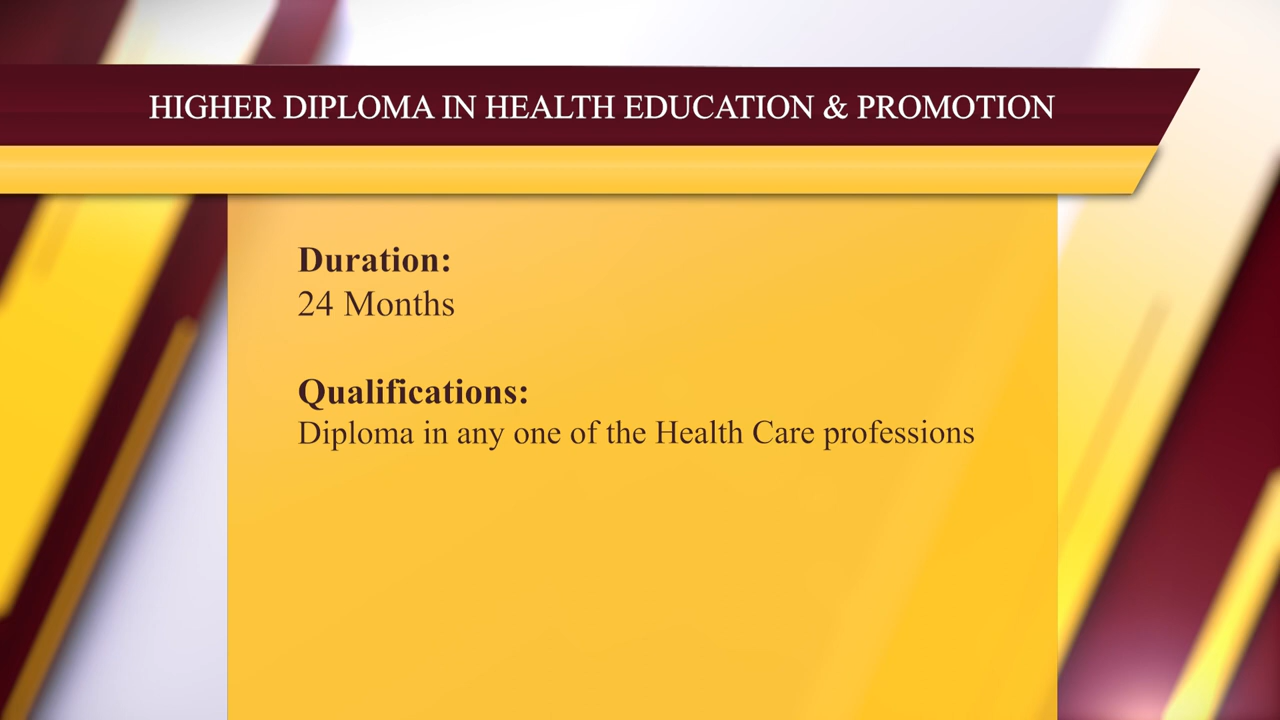 HIGHER DIPLOMA IN HEALTH EDUCATION & PROMOTION
Duration:
24 Months
Qualifications:
Diploma in any one of the Health Care professions